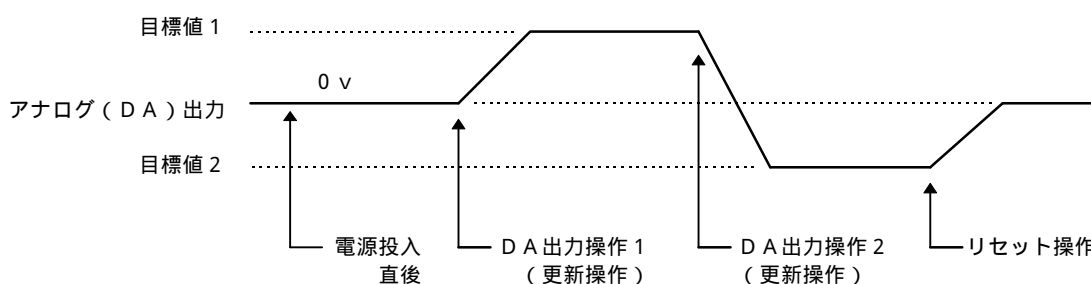 目標値１
０ｖ
アナログ（ＤＡ）出力
目標値２
電源投入
直後
ＤＡ出力操作１
（更新操作）
ＤＡ出力操作２
（更新操作）
リセット操作